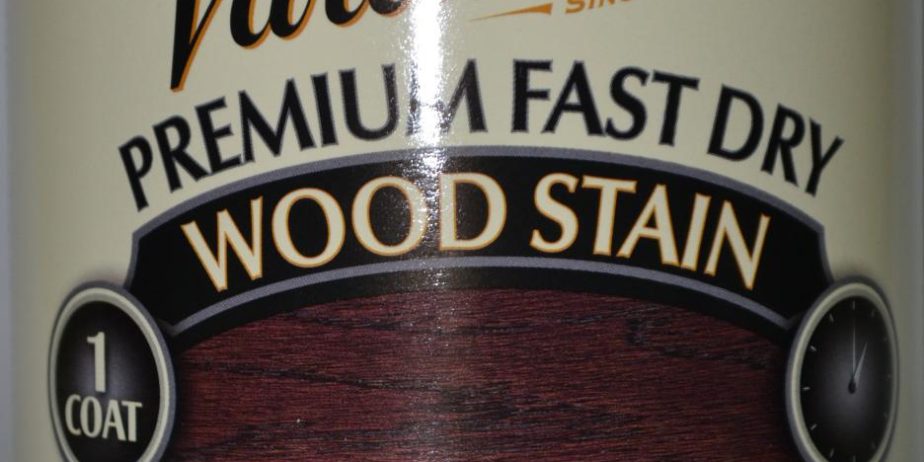 PREMIUM FAST DRY
WOOD STAIN
1
COAT